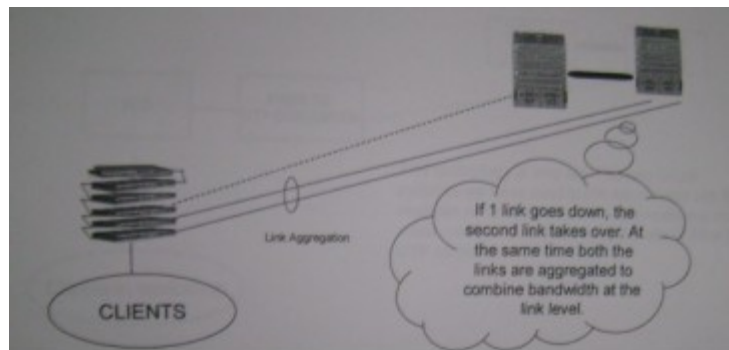 If 1 link goes down, the
second link takes over. At
the same time both the
links are aggregated to
combine bandwidth at the
link level.
Link Aggregation
CLIENTS